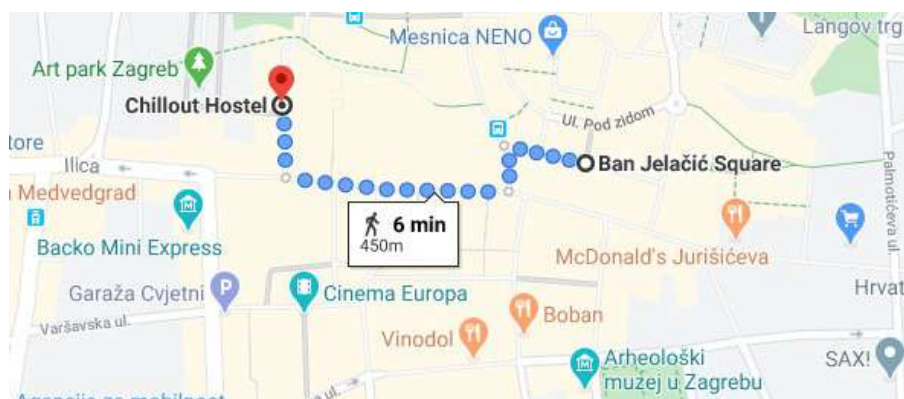 Mesnica NENO
Langov trg
Art park Zagreb
Chillout Hostel
Ul. Pod zidom
tore
Ilica
Ban Jelačić Square
Palmotićeva ul.
Medvedgrad
6 min
450m
Backo Mini Express
McDonald's Jurišićeva
Garaža Cvjetni
P
Cinema Europa
Hrvat
Varšavska ul.
Boban
Vinodol
Arheološki
muzej u Zagrebu
SAX!
ul.